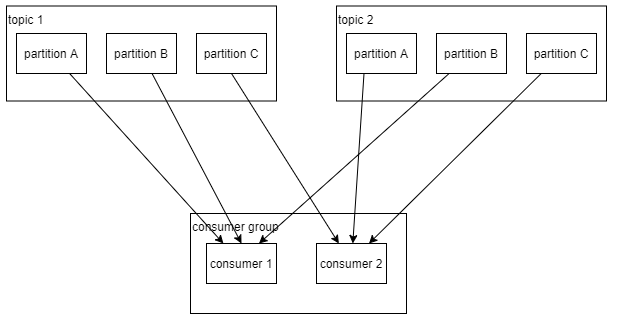 topic 1
topic 2
partition A
partition B
partition C
partition A
partition B
partition C
consumer group
consumer 1
consumer 2